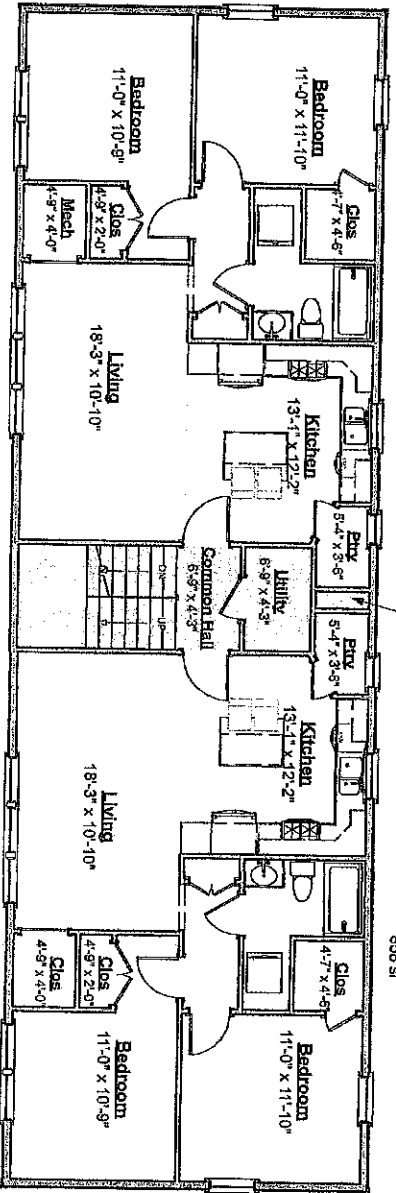 Bedroom
11'-0" x 11'-10"
Clos
4'-7" x 4'-6"
Bedroom
11'-0" x 10'-9"
Clos
4'-9" x 2'-0"
Mech
4'-9" x 4'-0"
Living
18'-3" x 10'-10"
Kitchen
13'-1" x 12'-2"
Ptry
5'-4" x 3'-6"
Utility
6'-9" x 4'-3"
Common Hall
6'-9" x 4'-3"
DN
UP
Ptry
5'-4" x 3'-6"
Kitchen
13'-1" x 12'-2"
Living
18'-3" x 10'-10"
Clos
4'-7" x 4'-6"
Clos
4'-9" x 2'-0"
Clos
4'-9" x 4'-0"
Bedroom
11'-0" x 11'-10"
Bedroom
11'-0" x 10'-9"